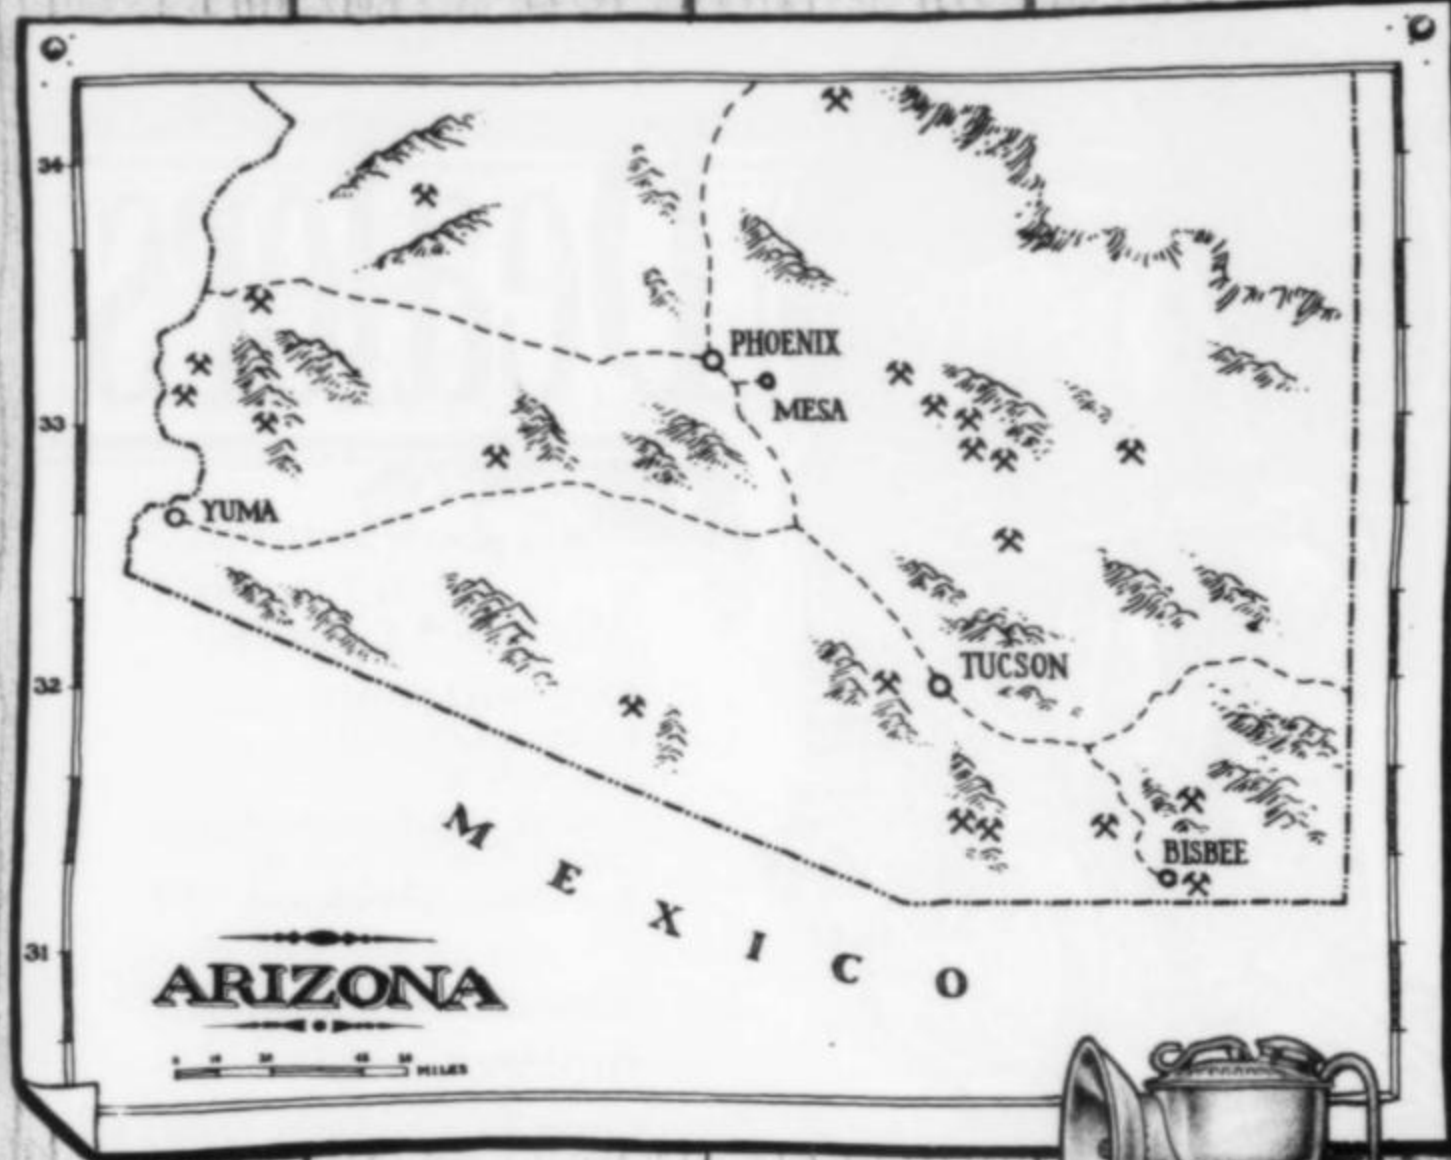 34
PHOENIX
MESA
33
YUMA
32
TUCSON
BISBEE
MEXICO
31
ARIZONA
MILES